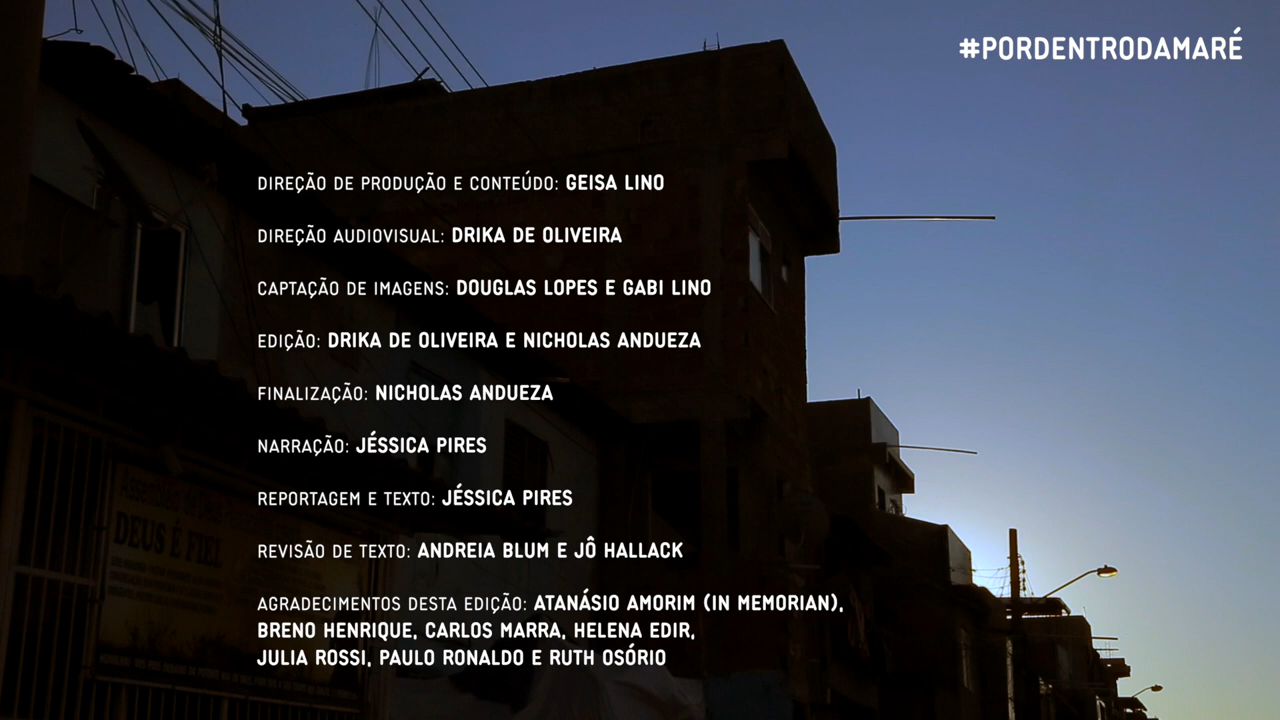 #PORDENTRODAMARÉ
DIREÇÃO DE PRODUÇÃO E CONTEÚDO: GEISA LINO
DIREÇÃO AUDIOVISUAL: DRIKA DE OLIVEIRA
CAPTAÇÃO DE IMAGENS: DOUGLAS LOPES E GABI LINO
EDIÇÃO: DRIKA DE OLIVEIRA E NICHOLAS ANDUEZA
FINALIZAÇÃO: NICHOLAS ANDUEZA
NARRAÇÃO: JÉSSICA PIRES
REPORTAGEM E TEXTO: JÉSSICA PIRES
REVISÃO DE TEXTO: ANDREIA BLUM E JÔ HALLACK
AGRADECIMENTOS DESTA EDIÇÃO: ATANÁSIO AMORIM (IN MEMORIAN),
BRENO HENRIQUE, CARLOS MARRA, HELENA EDIR,
JULIA ROSSI, PAULO RONALDO E RUTH OSÓRIO
DEUS É FIEL